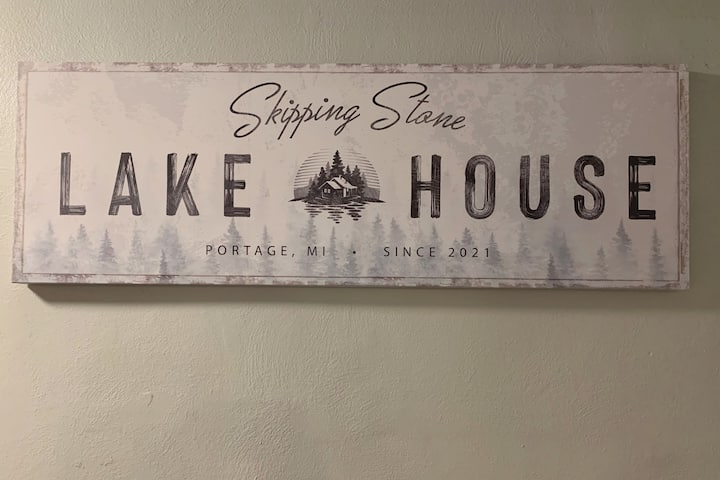 Skipping Stone
LAKE HOUSE
PORTAGE, MI • SINCE 2021